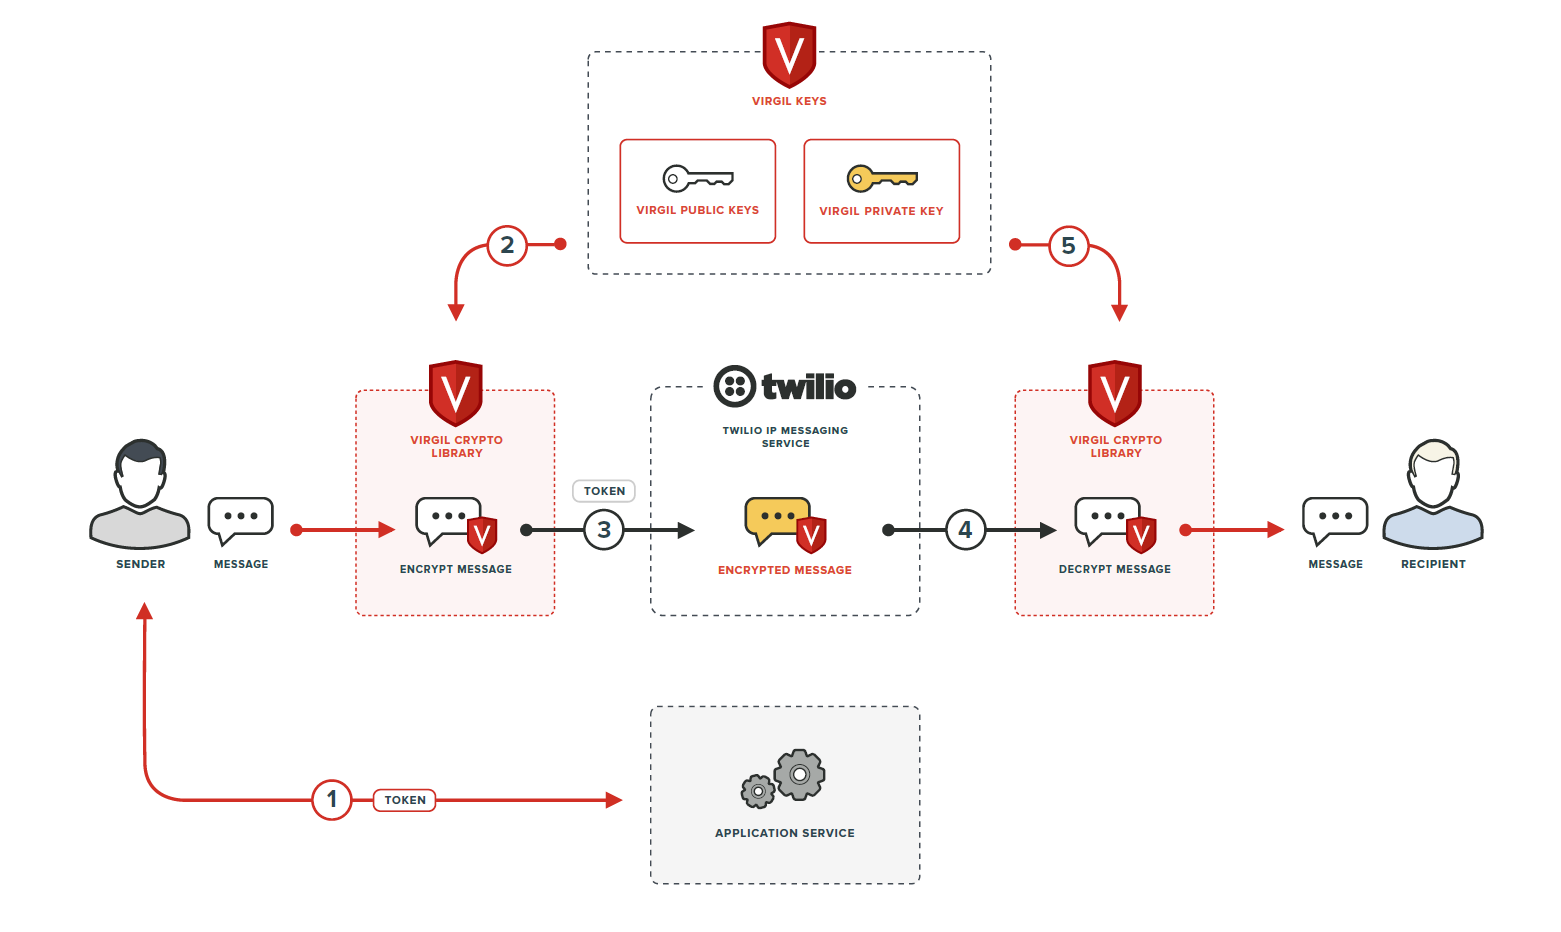 V
VIRGIL KEYS
VIRGIL PUBLIC KEYS
VIRGIL PRIVATE KEY
2
5
V
VIRGIL CRYPTO
LIBRARY
twilio
TWILIO IP MESSAGING
SERVICE
V
VIRGIL CRYPTO
LIBRARY
SENDER
MESSAGE
V
ENCRYPT MESSAGE
TOKEN
3
V
ENCRYPTED MESSAGE
4
V
DECRYPT MESSAGE
MESSAGE
RECIPIENT
1
TOKEN
APPLICATION SERVICE